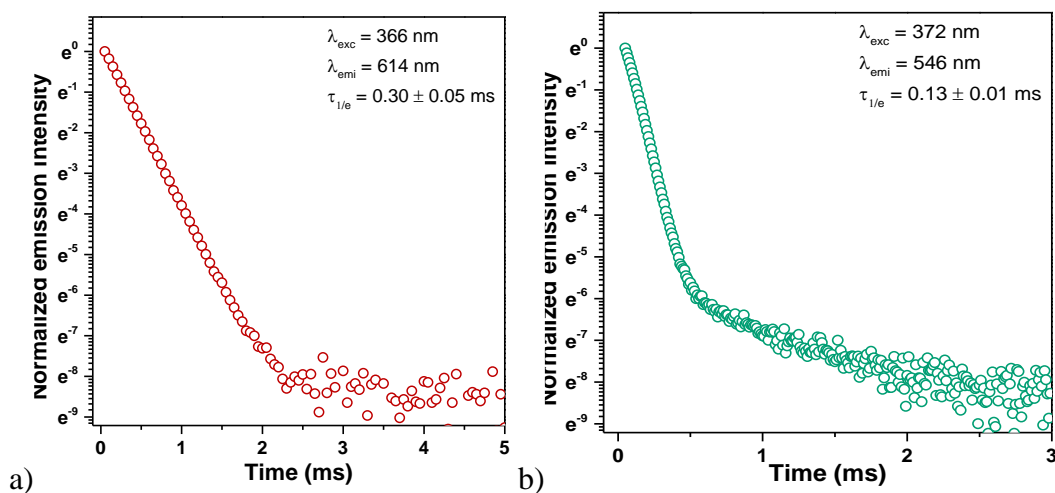 λexc = 366 nm
λemi = 614 nm
τ1/e = 0.30 ± 0.05 ms
Normalized emission intensity
e0
e-1
e-2
e-3
e-4
e-5
e-6
e-7
e-8
e-9
0 1 2 3 4 5
Time (ms)
a)
λexc = 372 nm
λemi = 546 nm
τ1/e = 0.13 ± 0.01 ms
Normalized emission intensity
e0
e-1
e-2
e-3
e-4
e-5
e-6
e-7
e-8
e-9
0 1 2 3
Time (ms)
b)